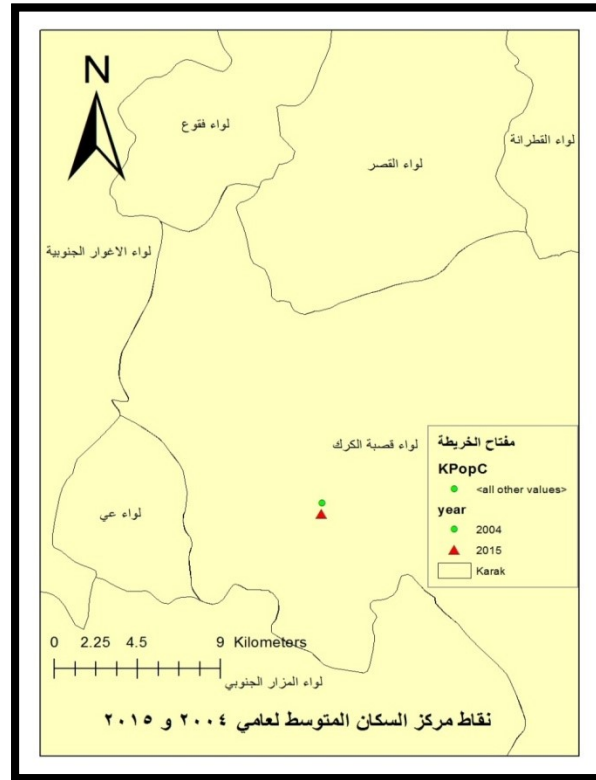 N
لواء فقوع
لواء القطرانة
لواء القصر
لواء الاغوار الجنوبية
لواء قصبة الكرك
مفتاح الخريطة
KPopC
<all other values>
year
2004
2015
Karak
لواء عي
0 2.25 4.5 9 Kilometers
لواء المزار الجنوبي
نقاط مركز السكان المتوسط لعامي ٢٠٠٤ و ٢٠١٥